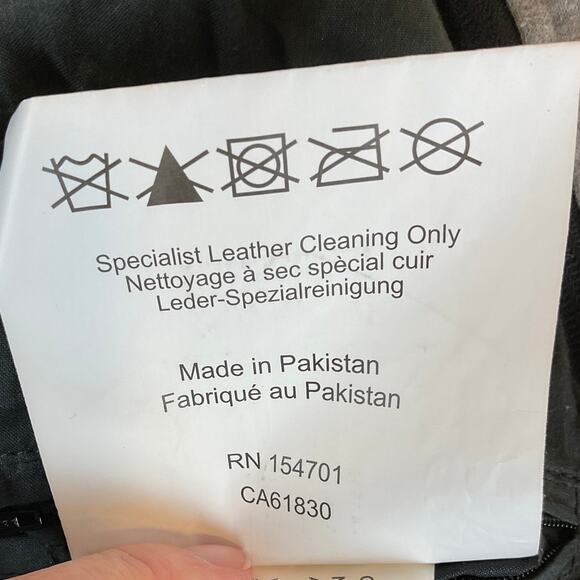 Specialist Leather Cleaning Only
Nettoyage à sec spècial cuir
Leder-Spezialreinigung
Made in Pakistan
Fabriqué au Pakistan
RN 154701
CA61830